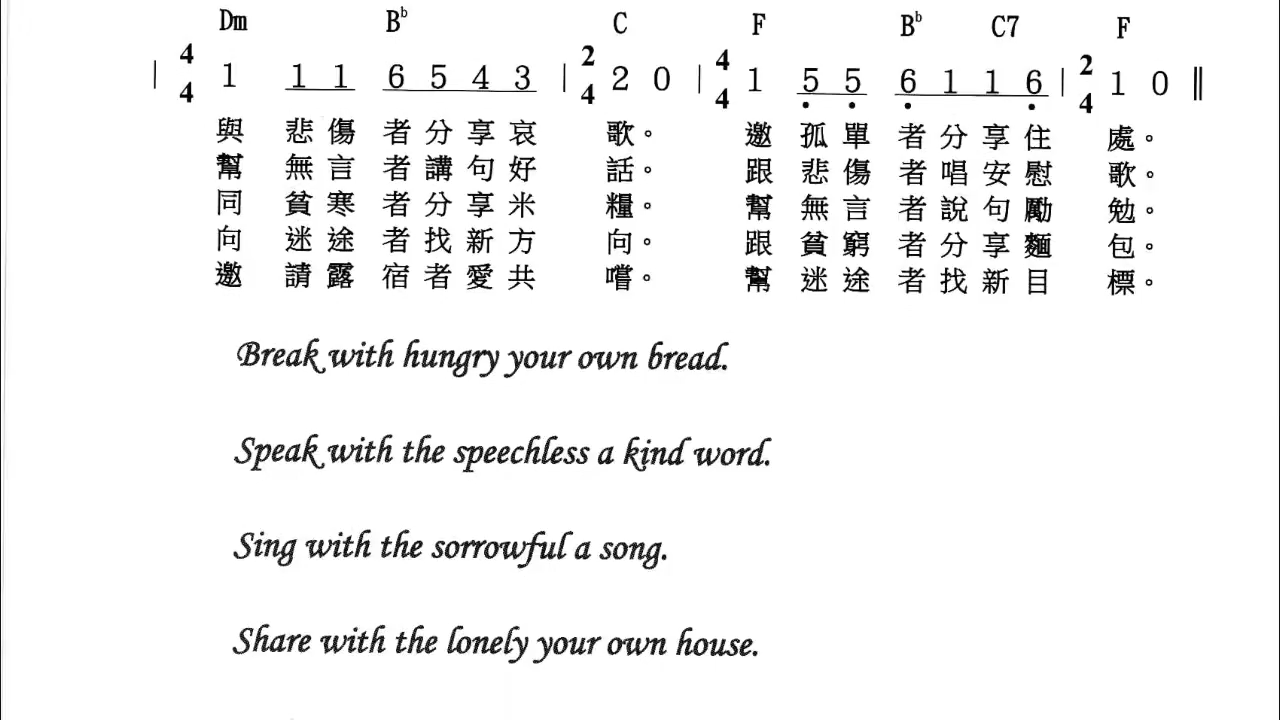 Dm B♭ C F B♭ C7 F
| 4/4 1 1 1 6 5 4 3 | 2/4 2 0 | 4/4 1 5 5 6 1 1 6 | 2/4 1 0 ‖
與 悲傷 者分享哀 歌。 邀 孤單 者分享住 處。
幫 無言 者講句好 話。 跟 悲傷 者唱安慰 歌。
同 貧寒 者分享米 糧。 幫 無言 者說句勵 勉。
向 迷途 者找新方 向。 跟 貧窮 者分享麵 包。
邀 請露 宿者愛共 嚐。 幫 迷途 者找新目 標。
Break with hungry your own bread.
Speak with the speechless a kind word.
Sing with the sorrowful a song.
Share with the lonely your own house.